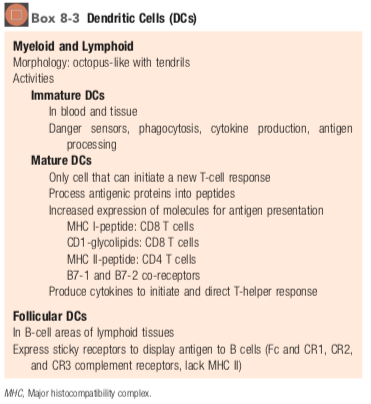 Box 8-3 Dendritic Cells (DCs)
Myeloid and Lymphoid
Morphology: octopus-like with tendrils
Activities
Immature DCs
In blood and tissue
Danger sensors, phagocytosis, cytokine production, antigen
processing
Mature DCs
Only cell that can initiate a new T-cell response
Process antigenic proteins into peptides
Increased expression of molecules for antigen presentation
MHC I-peptide: CD8 T cells
CD1-glycolipids: CD8 T cells
MHC II-peptide: CD4 T cells
B7-1 and B7-2 co-receptors
Produce cytokines to initiate and direct T-helper response
Follicular DCs
In B-cell areas of lymphoid tissues
Express sticky receptors to display antigen to B cells (Fc and CR1, CR2,
and CR3 complement receptors, lack MHC II)
MHC, Major histocompatibility complex.